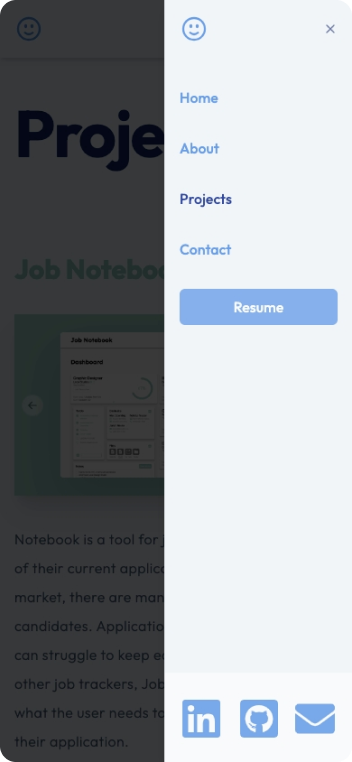 Home
About
Projects
Contact
Resume
Proje
Job Noteboo
Job Notebook
Dashboard
Notebook is a tool for j
of their current applic
market, there are man
candidates. Applicatio
can struggle to keep e
other job trackers, Job
what the user needs to
their application.
in